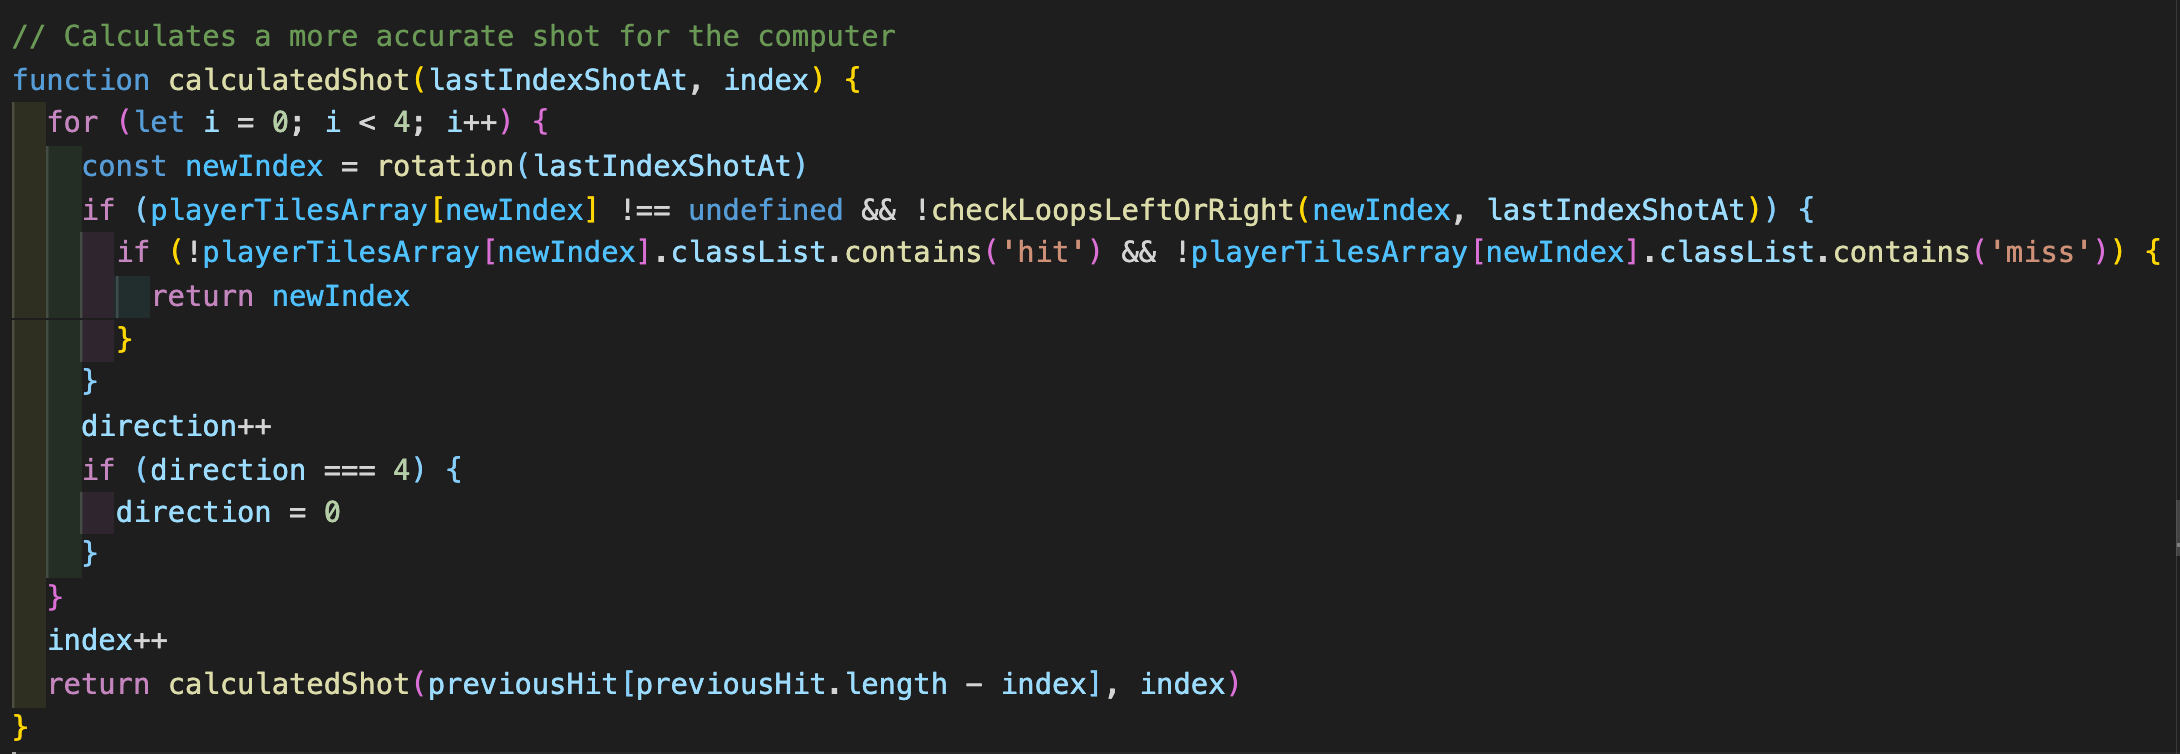 // Calculates a more accurate shot for the computer
function calculatedShot(lastIndexShotAt, index) {
  for (let i = 0; i < 4; i++) {
    const newIndex = rotation(lastIndexShotAt)
    if (playerTilesArray[newIndex] !== undefined && !checkLoopsLeftOrRight(newIndex, lastIndexShotAt)) {
      if (!playerTilesArray[newIndex].classList.contains('hit') && !playerTilesArray[newIndex].classList.contains('miss')) {
        return newIndex
      }
    }
    direction++
    if (direction === 4) {
      direction = 0
    }
  }
  index++
  return calculatedShot(previousHit[previousHit.length - index], index)
}